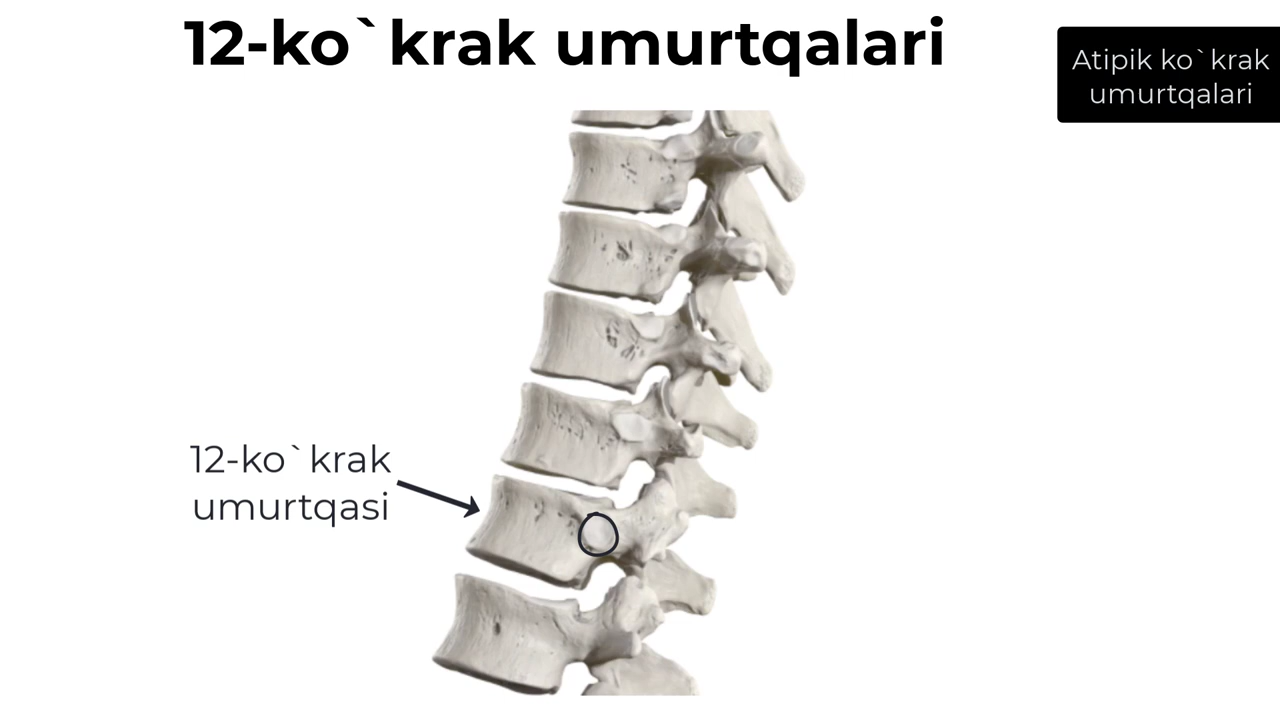 12-ko`krak umurtqalari
Atipik ko`krak
umurtqalari
12-ko`krak
umurtqasi